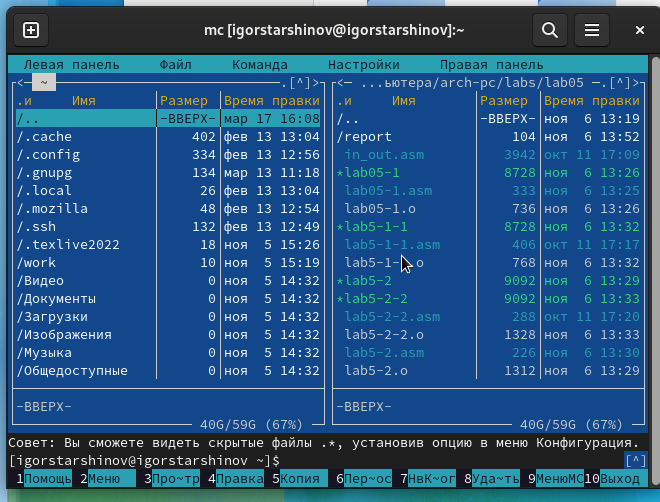 mc [igorstarshinov@igorstarshinov]:~
Левая панель Файл Команда Настройки Правая панель
<─ ~ ─.[^]>
<─ ...ьютера/arch-pc/labs/lab05 ─.[^]>
.и Имя Размер Время правки
.и Имя Размер Время правки
/.. -ВВЕРХ- мар 17 16:08
/.. -ВВЕРХ- ноя 6 13:19
/.cache 402 фев 13 13:04
/report 104 ноя 6 13:52
/.config 334 фев 13 12:56
in_out.asm 3942 окт 11 17:09
/.gnupg 134 мар 13 11:18
*lab05-1 8728 ноя 6 13:26
/.local 26 фев 13 13:04
lab05-1.asm 333 ноя 6 13:25
/.mozilla 48 фев 13 12:54
lab05-1.o 736 ноя 6 13:26
/.ssh 132 фев 13 12:49
*lab5-1-1 8728 ноя 6 13:32
/.texlive2022 18 ноя 5 15:26
lab5-1-1.asm 406 окт 11 17:17
/work 10 ноя 5 15:19
lab5-1-1.o 768 ноя 6 13:32
/Видео 0 ноя 5 14:32
*lab5-2 9092 ноя 6 13:29
/Документы 0 ноя 5 14:32
*lab5-2-2 9092 ноя 6 13:33
/Загрузки 0 ноя 5 14:32
lab5-2-2.asm 288 окт 11 17:20
/Изображения 0 ноя 5 14:32
lab5-2-2.o 1328 ноя 6 13:33
/Музыка 0 ноя 5 14:32
lab5-2.asm 226 ноя 6 13:30
/Общедоступные 0 ноя 5 14:32
lab5-2.o 1312 ноя 6 13:29
-ВВЕРХ-
-ВВЕРХ-
40G/59G (67%)
40G/59G (67%)
Совет: Вы сможете видеть скрытые файлы .*, установив опцию в меню Конфигурация.
[igorstarshinov@igorstarshinov ~]$ [^]
1Помощь 2Меню 3Про~тр 4Правка 5Копия 6Пер~ос 7НвК~ог 8Уда~ть 9МенюМС 10Выход